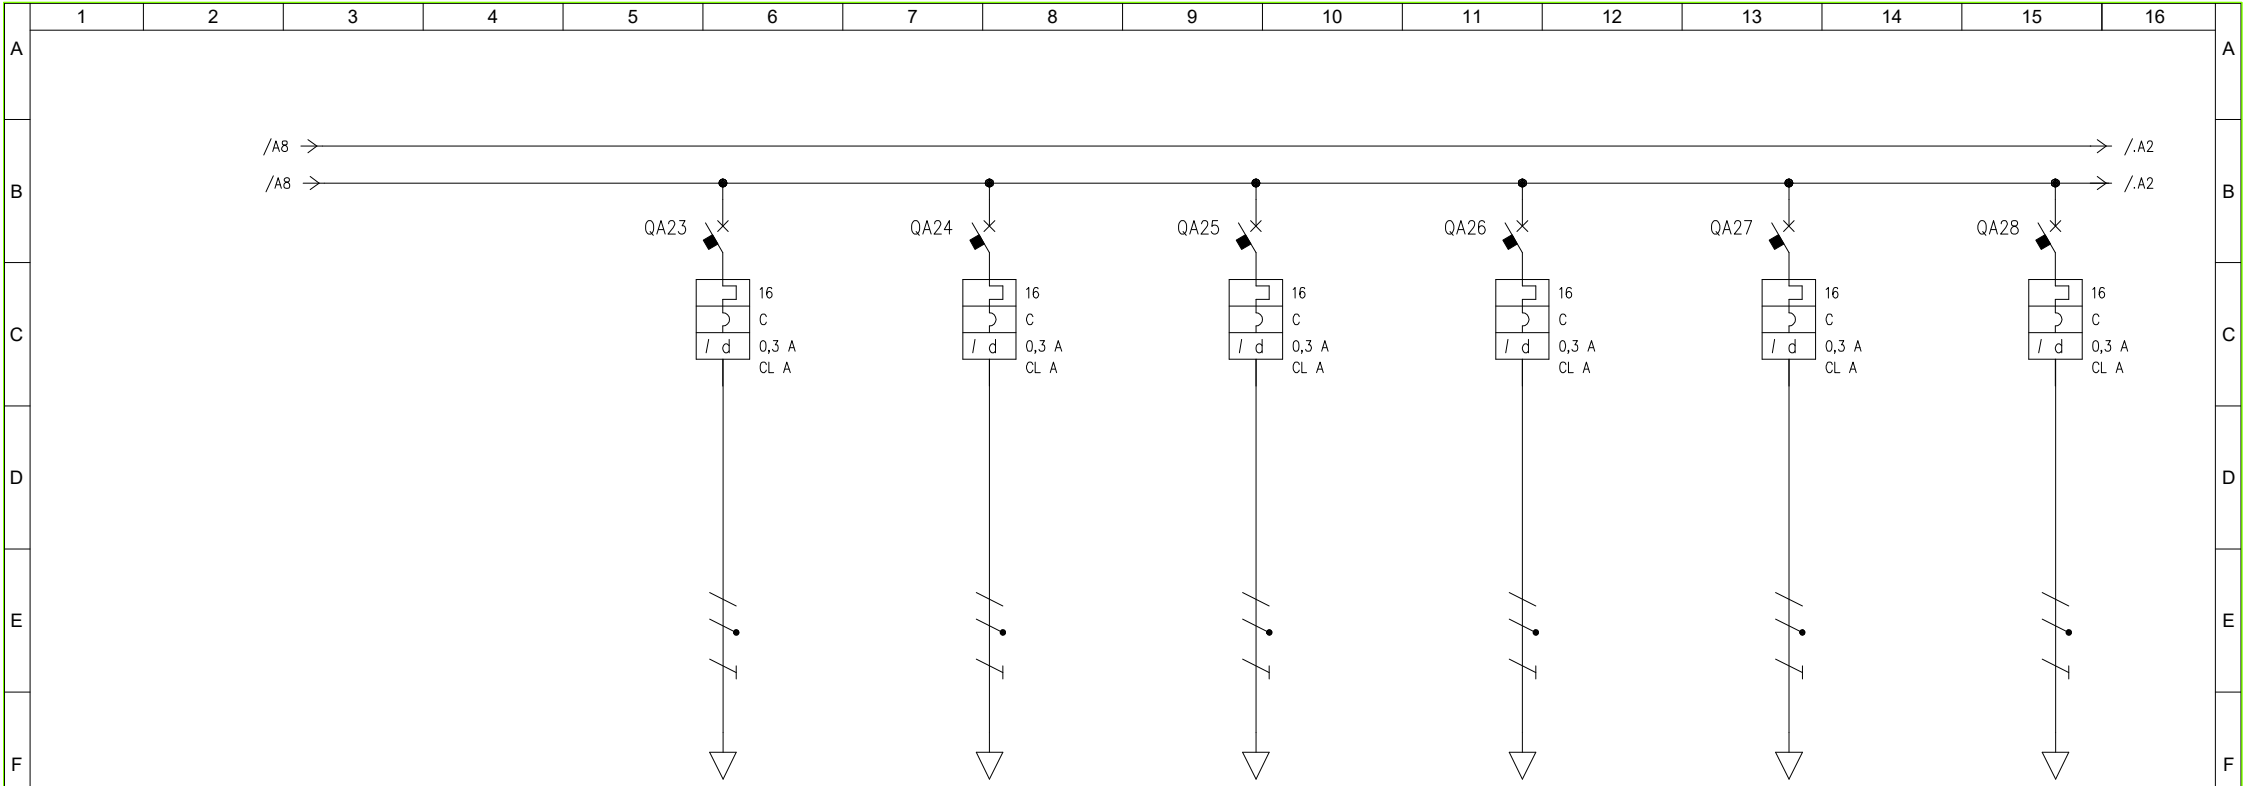 1 2 3 4 5 6 7 8 9 10 11 12 13 14 15 16
A A
/A8 /.A2
B B
/A8 /.A2
QA23 QA24 QA25 QA26 QA27 QA28
16 16 16 16 16 16
C C C C C C
C C
I d I d I d I d I d I d
0,3 A 0,3 A 0,3 A 0,3 A 0,3 A 0,3 A
CL A CL A CL A CL A CL A CL A
D D
E E
F F